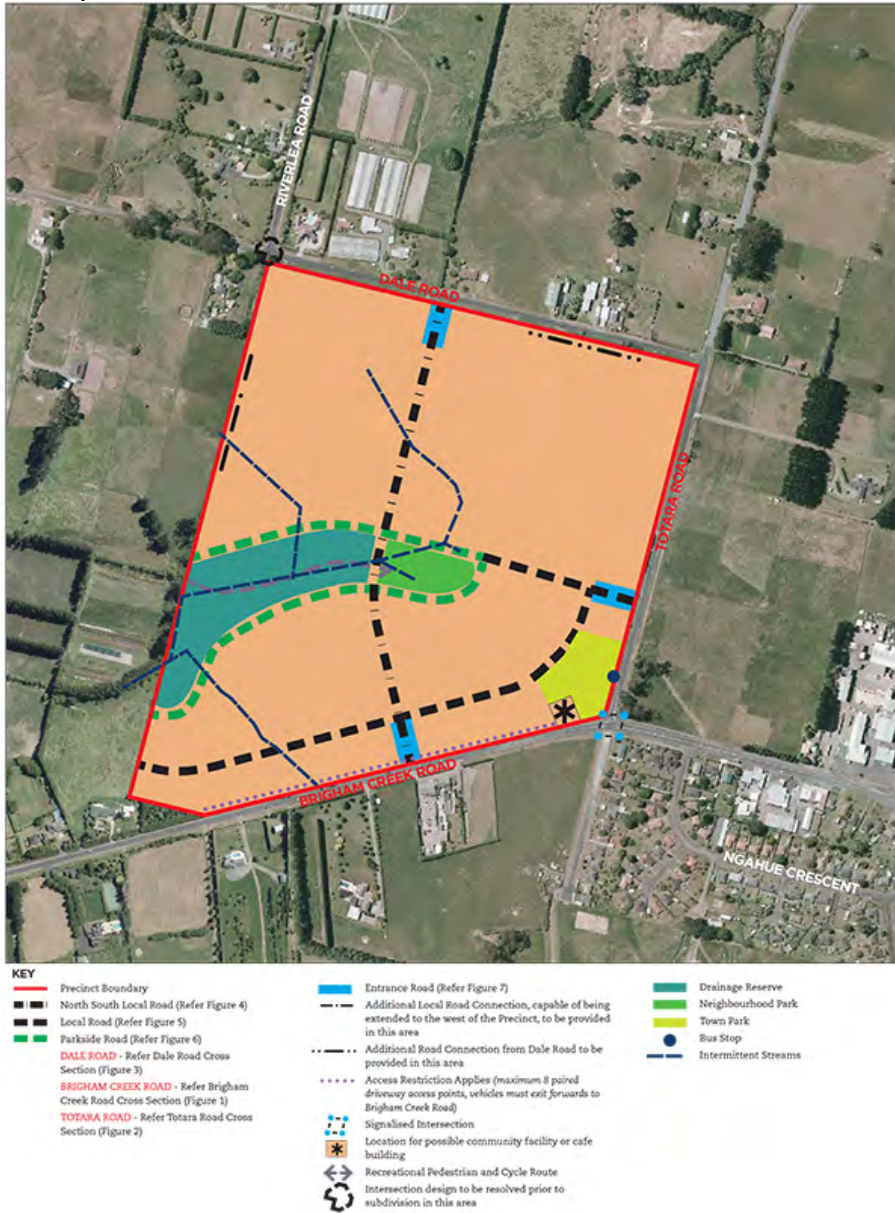 RIVERLEA ROAD
DALE ROAD
TOTARA ROAD
BRIGHAM CREEK ROAD
NGAHUE CRESCENT
KEY
Precinct Boundary
North South Local Road (Refer Figure 4)
Local Road (Refer Figure 5)
Parkside Road (Refer Figure 6)
DALE ROAD - Refer Dale Road Cross
Section (Figure 3)
BRIGHAM CREEK ROAD - Refer Brigham
Creek Road Cross Section (Figure 1)
TOTARA ROAD - Refer Totara Road Cross
Section (Figure 2)
Entrance Road (Refer Figure 7)
Additional Local Road Connection, capable of being
extended to the west of the Precinct, to be provided
in this area
Additional Road Connection from Dale Road to be
provided in this area
Access Restriction Applies (maximum 8 paired
driveway access points, vehicles must exit forwards to
Brigham Creek Road)
Signalised Intersection
Location for possible community facility or cafe
building
Recreational Pedestrian and Cycle Route
Intersection design to be resolved prior to
subdivision in this area
Drainage Reserve
Neighbourhood Park
Town Park
Bus Stop
Intermittent Streams